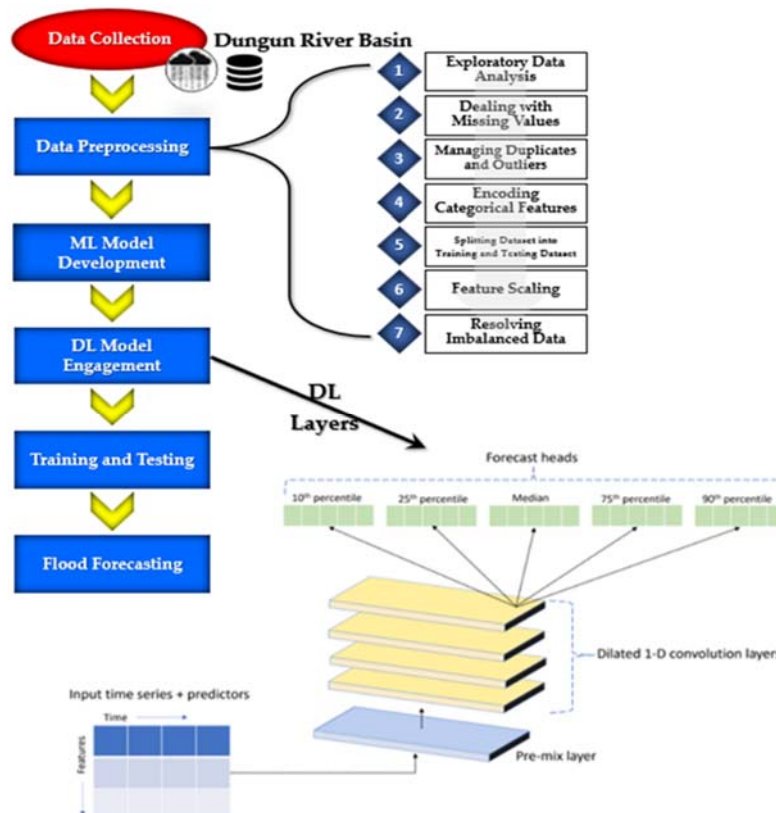 Data Collection
Dungun River Basin
Data Preprocessing
ML Model
Development
DL Model
Engagement
Training and Testing
Flood Forecasting
1
Exploratory Data
Analysis
2
Dealing with
Missing Values
3
Managing Duplicates
and Outliers
4
Encoding
Categorical Features
5
Splitting Dataset into
Training and Testing Dataset
6
Feature Scaling
7
Resolving
Imbalanced Data
DL
Layers
Forecast heads
10th percentile
25th percentile
Median
75th percentile
90th percentile
Dilated 1-D convolution layers
Input time series + predictors
Time
Features
Pre-mix layer